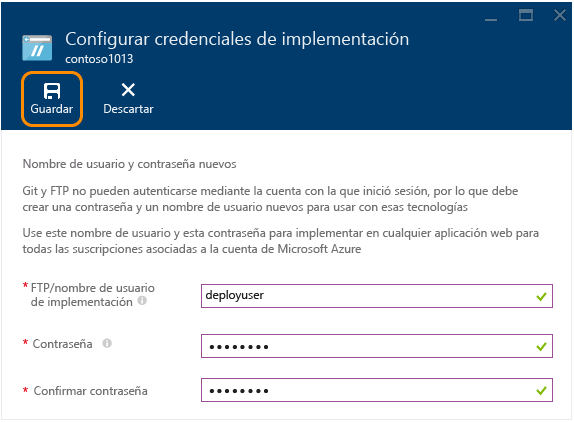 Configurar credenciales de implementación
contoso1013
Guardar
Descartar
Nombre de usuario y contraseña nuevos
Git y FTP no pueden autenticarse mediante la cuenta con la que inició sesión, por lo que debe
crear una contraseña y un nombre de usuario nuevos para usar con esas tecnologías
Use este nombre de usuario y esta contraseña para implementar en cualquier aplicación web para
todas las suscripciones asociadas a la cuenta de Microsoft Azure
* FTP/nombre de usuario
de implementación
deployuser
* Contraseña
••••••••
* Confirmar contraseña
••••••••